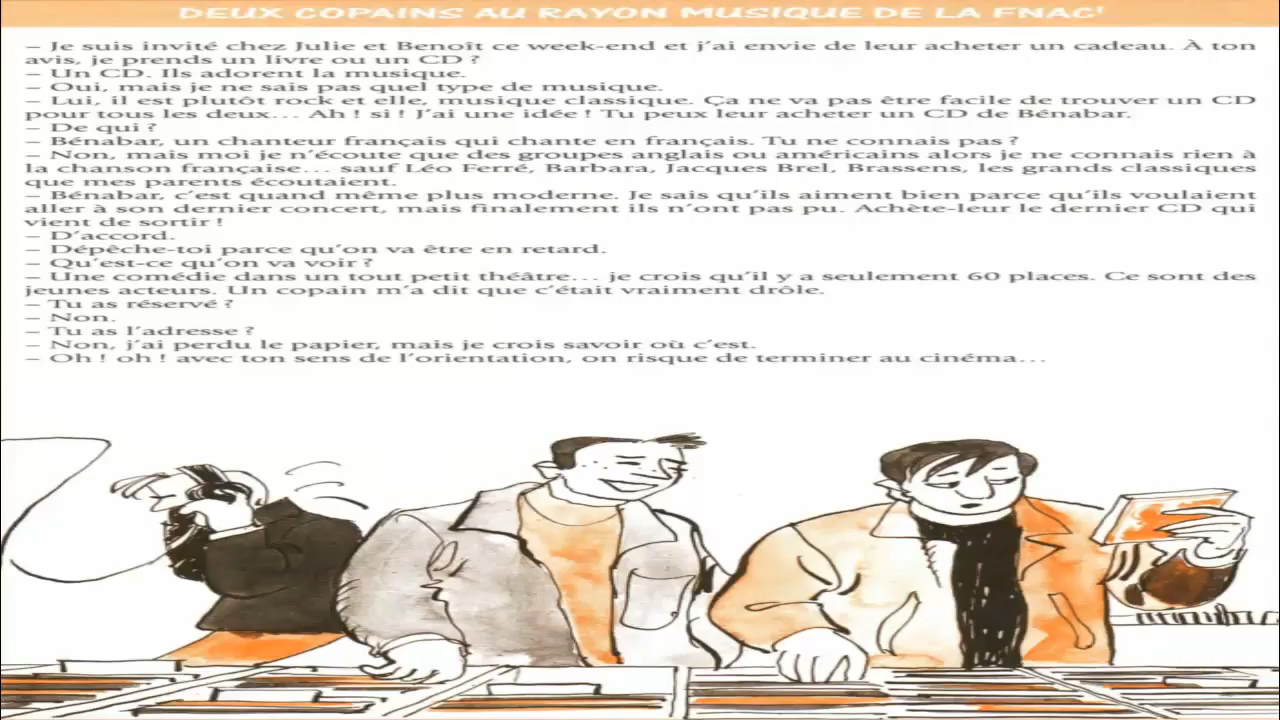 DEUX COPAINS AU RAYON MUSIQUE DE LA FNAC¹
– Je suis invité chez Julie et Benoît ce week-end et j'ai envie de leur acheter un cadeau. À ton
avis, je prends un livre ou un CD ?
– Un CD. Ils adorent la musique.
– Oui, mais je ne sais pas quel type de musique.
– Lui, il est plutôt rock et elle, musique classique. Ça ne va pas être facile de trouver un CD
pour tous les deux… Ah ! si ! J'ai une idée ! Tu peux leur acheter un CD de Bénabar.
– De qui ?
– Bénabar, un chanteur français qui chante en français. Tu ne connais pas ?
– Non, mais moi je n'écoute que des groupes anglais ou américains alors je ne connais rien à
la chanson française… sauf Léo Ferré, Barbara, Jacques Brel, Brassens, les grands classiques
que mes parents écoutaient.
– Bénabar, c'est quand même plus moderne. Je sais qu'ils aiment bien parce qu'ils voulaient
aller à son dernier concert, mais finalement ils n'ont pas pu. Achète-leur le dernier CD qui
vient de sortir !
– D'accord.
– Dépêche-toi parce qu'on va être en retard.
– Qu'est-ce qu'on va voir ?
– Une comédie dans un tout petit théâtre… je crois qu'il y a seulement 60 places. Ce sont des
jeunes acteurs. Un copain m'a dit que c'était vraiment drôle.
– Tu as réservé ?
– Non.
– Tu as l'adresse ?
– Non, j'ai perdu le papier, mais je crois savoir où c'est.
– Oh ! oh ! avec ton sens de l'orientation, on risque de terminer au cinéma…